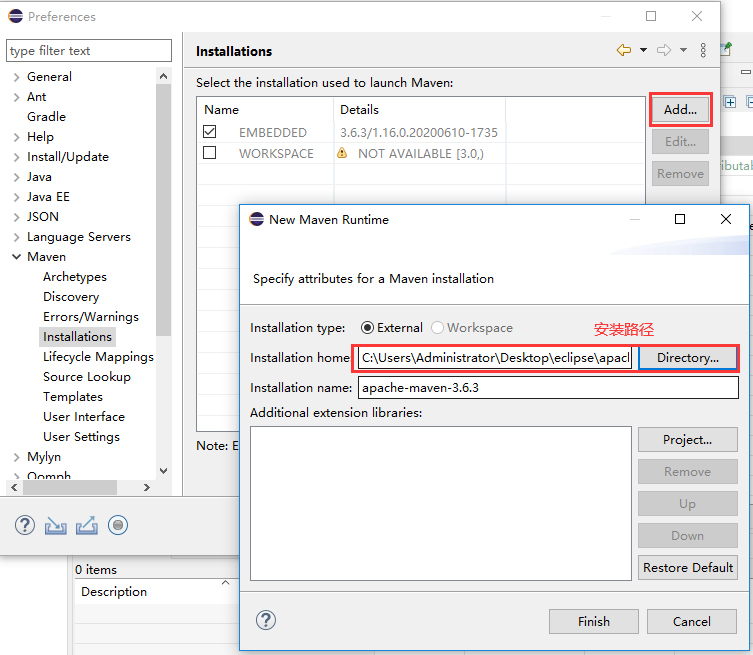 Preferences
type filter text
General
Ant
Gradle
Help
Install/Update
Java
Java EE
JSON
Language Servers
Maven
Archetypes
Discovery
Errors/Warnings
Installations
Lifecycle Mappings
Source Lookup
Templates
User Interface
User Settings
Mylyn
Oomph
Installations
Select the installation used to launch Maven:
Name Details
EMBEDDED 3.6.3/1.16.0.20200610-1735
WORKSPACE NOT AVAILABLE [3.0,)
Add...
Edit...
Remove
Note: E
New Maven Runtime
Specify attributes for a Maven installation
Installation type: External Workspace
安装路径
Installation home: C:\Users\Administrator\Desktop\eclipse\apacl Directory...
Installation name: apache-maven-3.6.3
Additional extension libraries:
Project...
Remove
Up
Down
Restore Default
Finish Cancel
0 items
Description